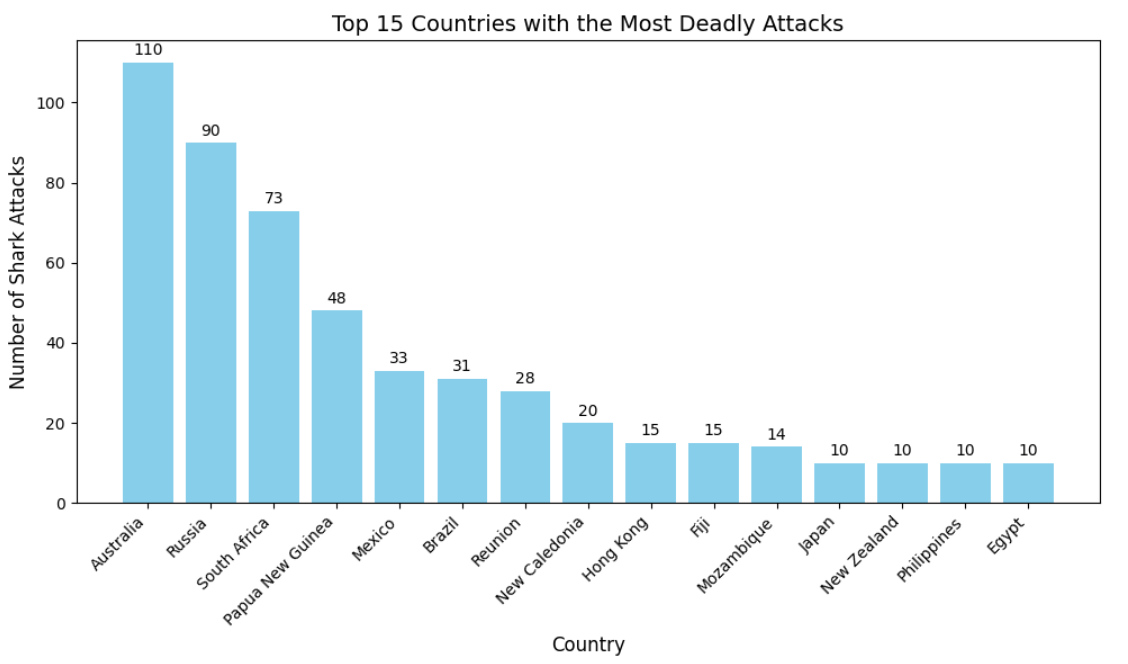 Top 15 Countries with the Most Deadly Attacks
110
90
73
48
33
31
28
20
15
15
14
10
10
10
10
100
80
60
40
20
0
Number of Shark Attacks
Australia
Russia
South Africa
Papua New Guinea
Mexico
Brazil
Reunion
New Caledonia
Hong Kong
Fiji
Mozambique
Japan
New Zealand
Philippines
Egypt
Country